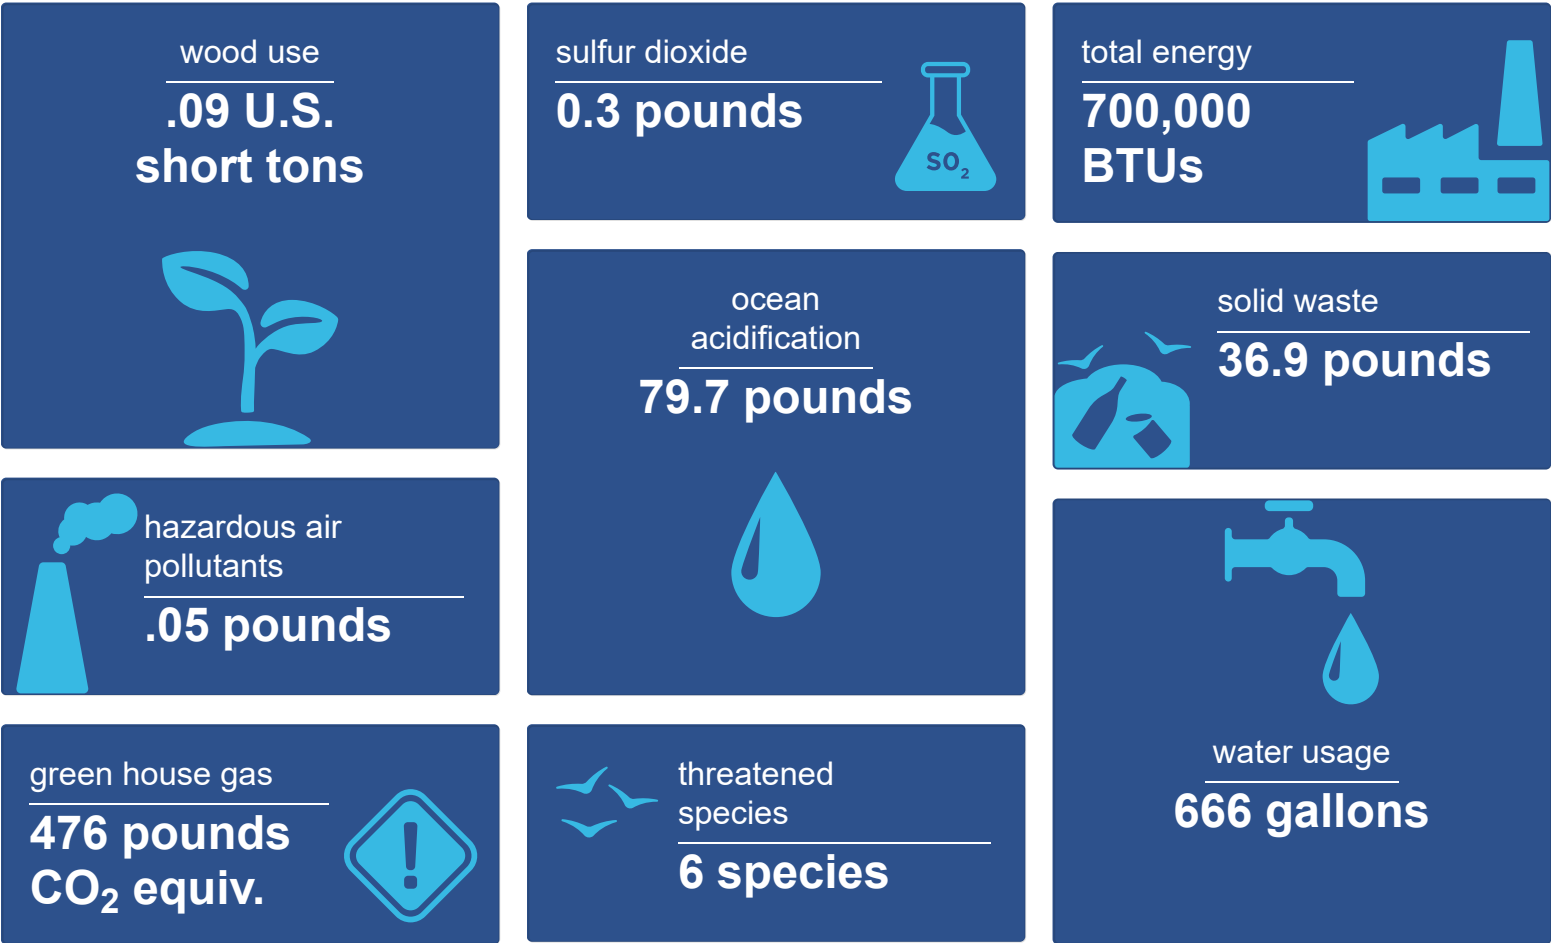 wood use
.09 U.S.
short tons
sulfur dioxide
0.3 pounds
SO₂
total energy
700,000
BTUs
ocean
acidification
79.7 pounds
solid waste
36.9 pounds
hazardous air
pollutants
.05 pounds
water usage
666 gallons
green house gas
476 pounds
CO₂ equiv.
!
threatened
species
6 species